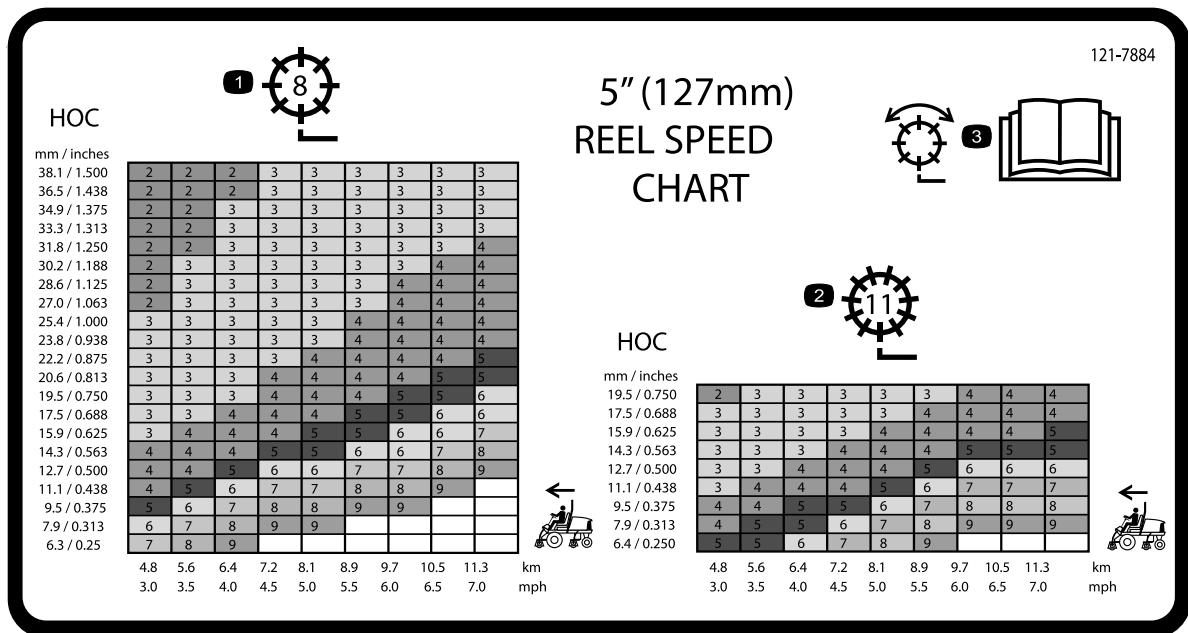 121-7884
1
8
5” (127mm)
REEL SPEED
CHART
3
HOC
mm / inches
38.1 / 1.500 2 2 2 3 3 3 3 3 3
36.5 / 1.438 2 2 2 3 3 3 3 3 3
34.9 / 1.375 2 2 3 3 3 3 3 3 3
33.3 / 1.313 2 2 3 3 3 3 3 3 3
31.8 / 1.250 2 2 3 3 3 3 3 3 4
30.2 / 1.188 2 3 3 3 3 3 3 4 4
28.6 / 1.125 2 3 3 3 3 3 4 4 4
27.0 / 1.063 2 3 3 3 3 3 4 4 4
25.4 / 1.000 3 3 3 3 3 4 4 4 4
23.8 / 0.938 3 3 3 3 3 4 4 4 4
22.2 / 0.875 3 3 3 3 4 4 4 4 5
20.6 / 0.813 3 3 3 4 4 4 4 5 5
19.5 / 0.750 3 3 3 4 4 4 5 5 6
17.5 / 0.688 3 3 4 4 4 5 5 6 6
15.9 / 0.625 3 4 4 4 5 5 6 6 7
14.3 / 0.563 4 4 4 5 5 6 6 7 8
12.7 / 0.500 4 4 5 6 6 7 7 8 9
11.1 / 0.438 4 5 6 7 7 8 8 9
9.5 / 0.375 5 6 7 8 8 9 9
7.9 / 0.313 6 7 8 9 9
6.3 / 0.25 7 8 9
4.8 5.6 6.4 7.2 8.1 8.9 9.7 10.5 11.3 km
3.0 3.5 4.0 4.5 5.0 5.5 6.0 6.5 7.0 mph
2
11
HOC
mm / inches
19.5 / 0.750 2 3 3 3 3 3 4 4 4
17.5 / 0.688 3 3 3 3 3 4 4 4 4
15.9 / 0.625 3 3 3 3 4 4 4 4 5
14.3 / 0.563 3 3 3 4 4 4 5 5 5
12.7 / 0.500 3 3 4 4 4 5 6 6 6
11.1 / 0.438 3 4 4 4 5 6 7 7 7
9.5 / 0.375 4 4 5 5 6 7 8 8 8
7.9 / 0.313 4 5 5 6 7 8 9 9 9
6.4 / 0.250 5 5 6 7 8 9
4.8 5.6 6.4 7.2 8.1 8.9 9.7 10.5 11.3 km
3.0 3.5 4.0 4.5 5.0 5.5 6.0 6.5 7.0 mph